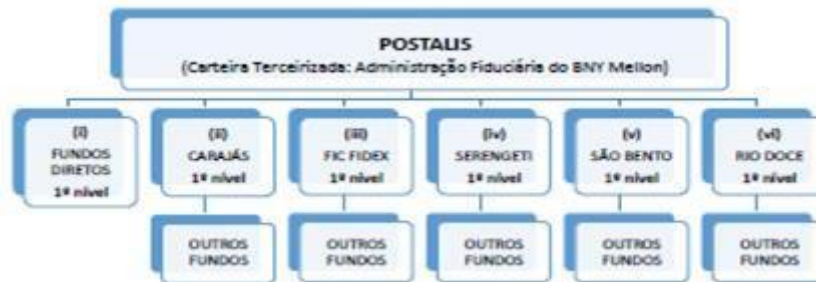 POSTALIS
(Carteira Terceirizada: Administração Fiduciária do BNY Mellon)
(i)
FUNDOS
DIRETOS
1º nível
(ii)
CARAJÁS
1º nível
(iii)
FIC FIDEX
1º nível
(iv)
SERENGETI
1º nível
(v)
SÃO BENTO
1º nível
(vi)
RIO DOCE
1º nível
OUTROS
FUNDOS
OUTROS
FUNDOS
OUTROS
FUNDOS
OUTROS
FUNDOS
OUTROS
FUNDOS